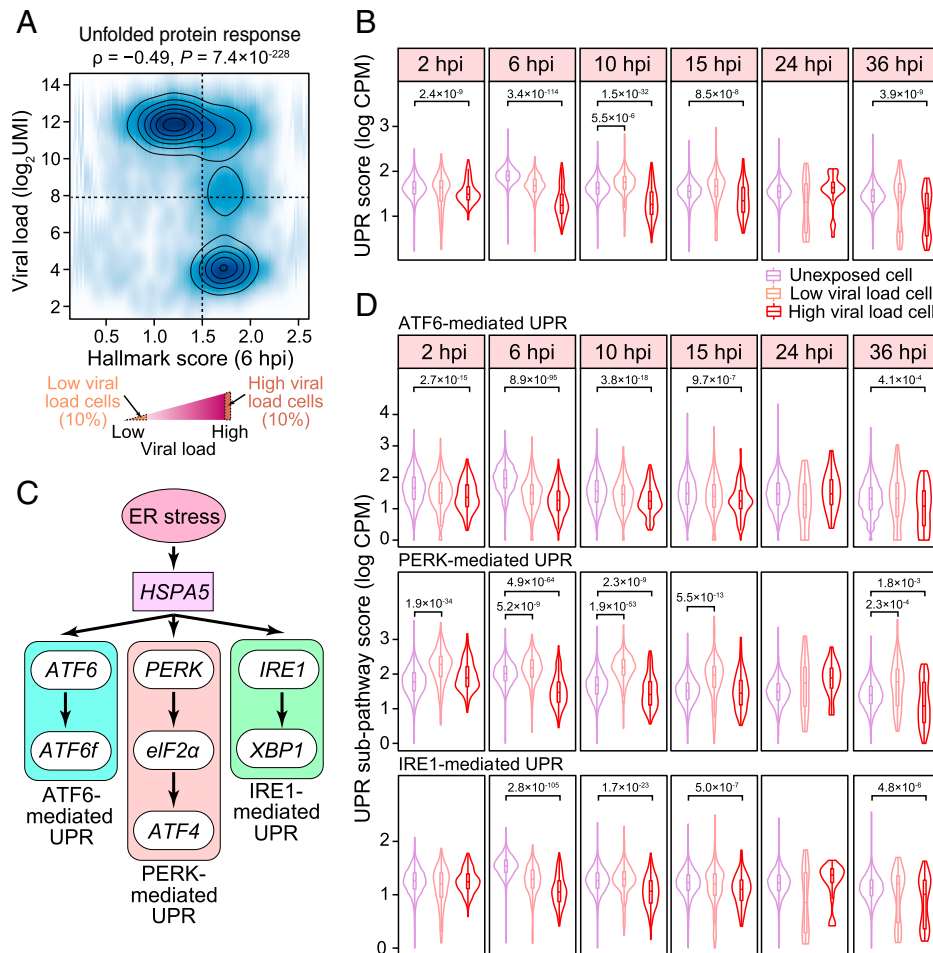 A
Unfolded protein response
ρ = −0.49, P = 7.4×10-228
Viral load (log2UMI)
14
12
10
8
6
4
2
0.5 1.0 1.5 2.0 2.5
Hallmark score (6 hpi)
Low viral load cells (10%)
High viral load cells (10%)
Low
High
Viral load
B
2 hpi 6 hpi 10 hpi 15 hpi 24 hpi 36 hpi
UPR score (log CPM)
3
2
1
2.4×10-9
3.4×10-114
1.5×10-32
5.5×10-6
8.5×10-8
3.9×10-9
Unexposed cell
Low viral load cell
High viral load cell
C
ER stress
HSPA5
ATF6
ATF6f
ATF6-
mediated
UPR
PERK
eIF2α
ATF4
PERK-
mediated
UPR
IRE1
XBP1
IRE1-
mediated
UPR
D
UPR sub-pathway score (log CPM)
ATF6-mediated UPR
2 hpi 6 hpi 10 hpi 15 hpi 24 hpi 36 hpi
4
3
2
1
0
2.7×10-15
8.9×10-95
3.8×10-18
9.7×10-7
4.1×10-4
PERK-mediated UPR
3
2
1
0
1.9×10-34
4.9×10-64
5.2×10-9
2.3×10-9
1.9×10-53
5.5×10-13
1.8×10-3
2.3×10-4
IRE1-mediated UPR
2
1
0
2.8×10-105
1.7×10-23
5.0×10-7
4.8×10-6